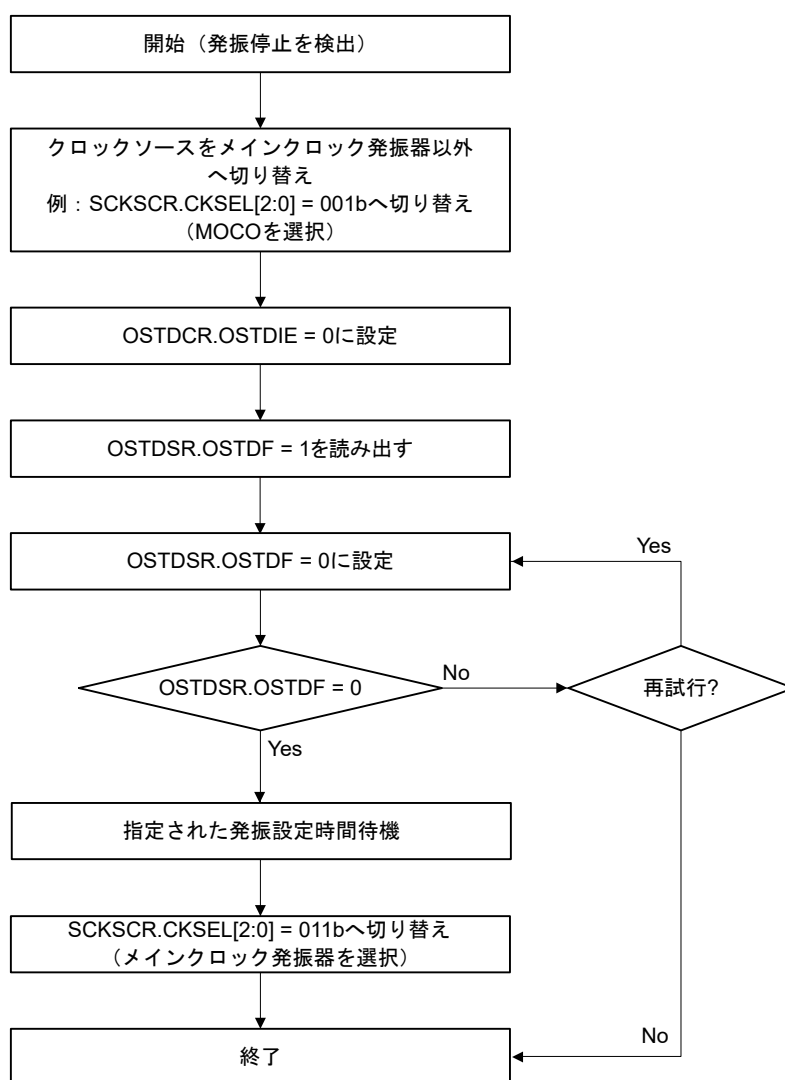 開始（発振停止を検出）
クロックソースをメインクロック発振器以外
へ切り替え
例：SCKSCR.CKSEL[2:0] = 001bへ切り替え
（MOCOを選択）
OSTDCR.OSTDIE = 0に設定
OSTDSR.OSTDF = 1を読み出す
OSTDSR.OSTDF = 0に設定
Yes
OSTDSR.OSTDF = 0
No
再試行?
Yes
指定された発振設定時間待機
SCKSCR.CKSEL[2:0] = 011bへ切り替え
（メインクロック発振器を選択）
No
終了